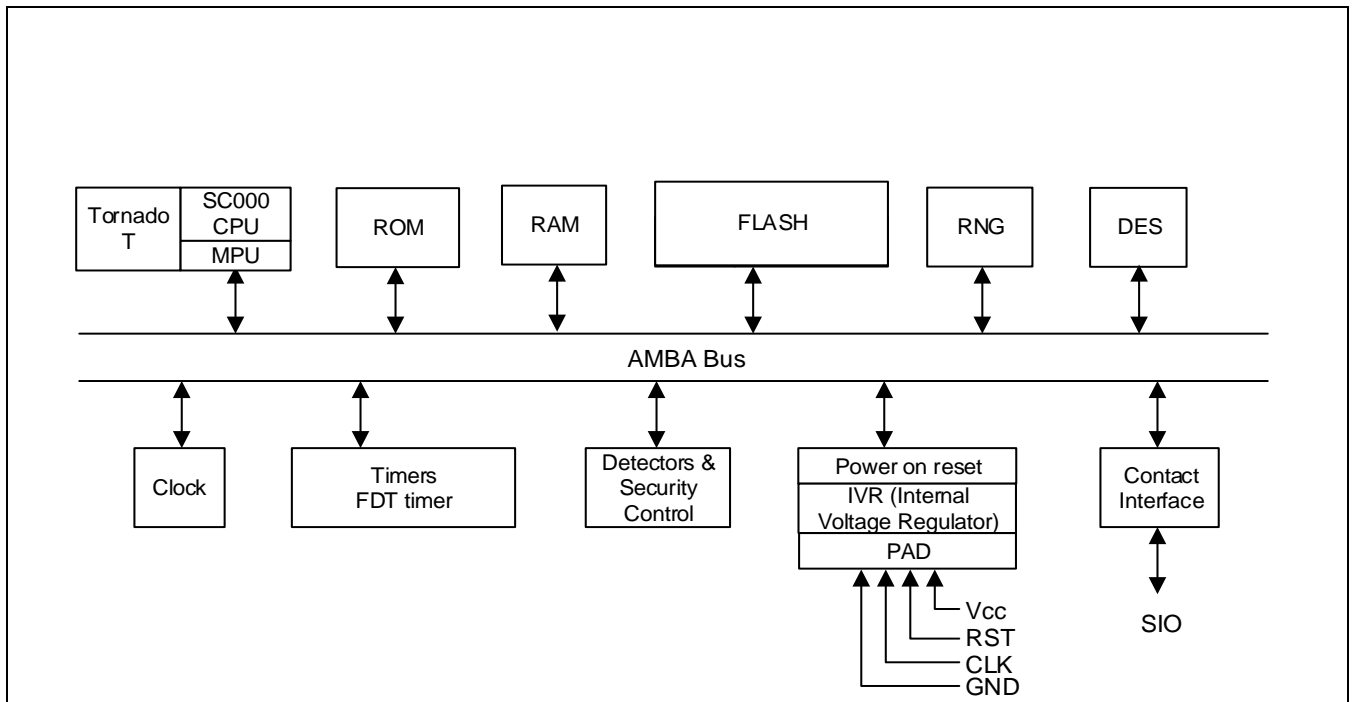 Tornado
T
SC000
CPU
MPU
ROM
RAM
FLASH
RNG
DES
AMBA Bus
Clock
Timers
FDT timer
Detectors &
Security
Control
Power on reset
IVR (Internal
Voltage Regulator)
PAD
Contact
Interface
Vcc
RST
CLK
GND
SIO